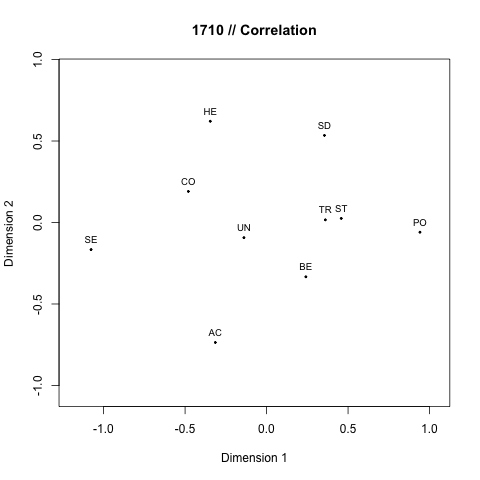 1710 // Correlation
1.0
HE
SD
0.5
CO
TR ST
0.0
UN
PO
SE
BE
-0.5
AC
-1.0
Dimension 2
-1.0 -0.5 0.0 0.5 1.0
Dimension 1